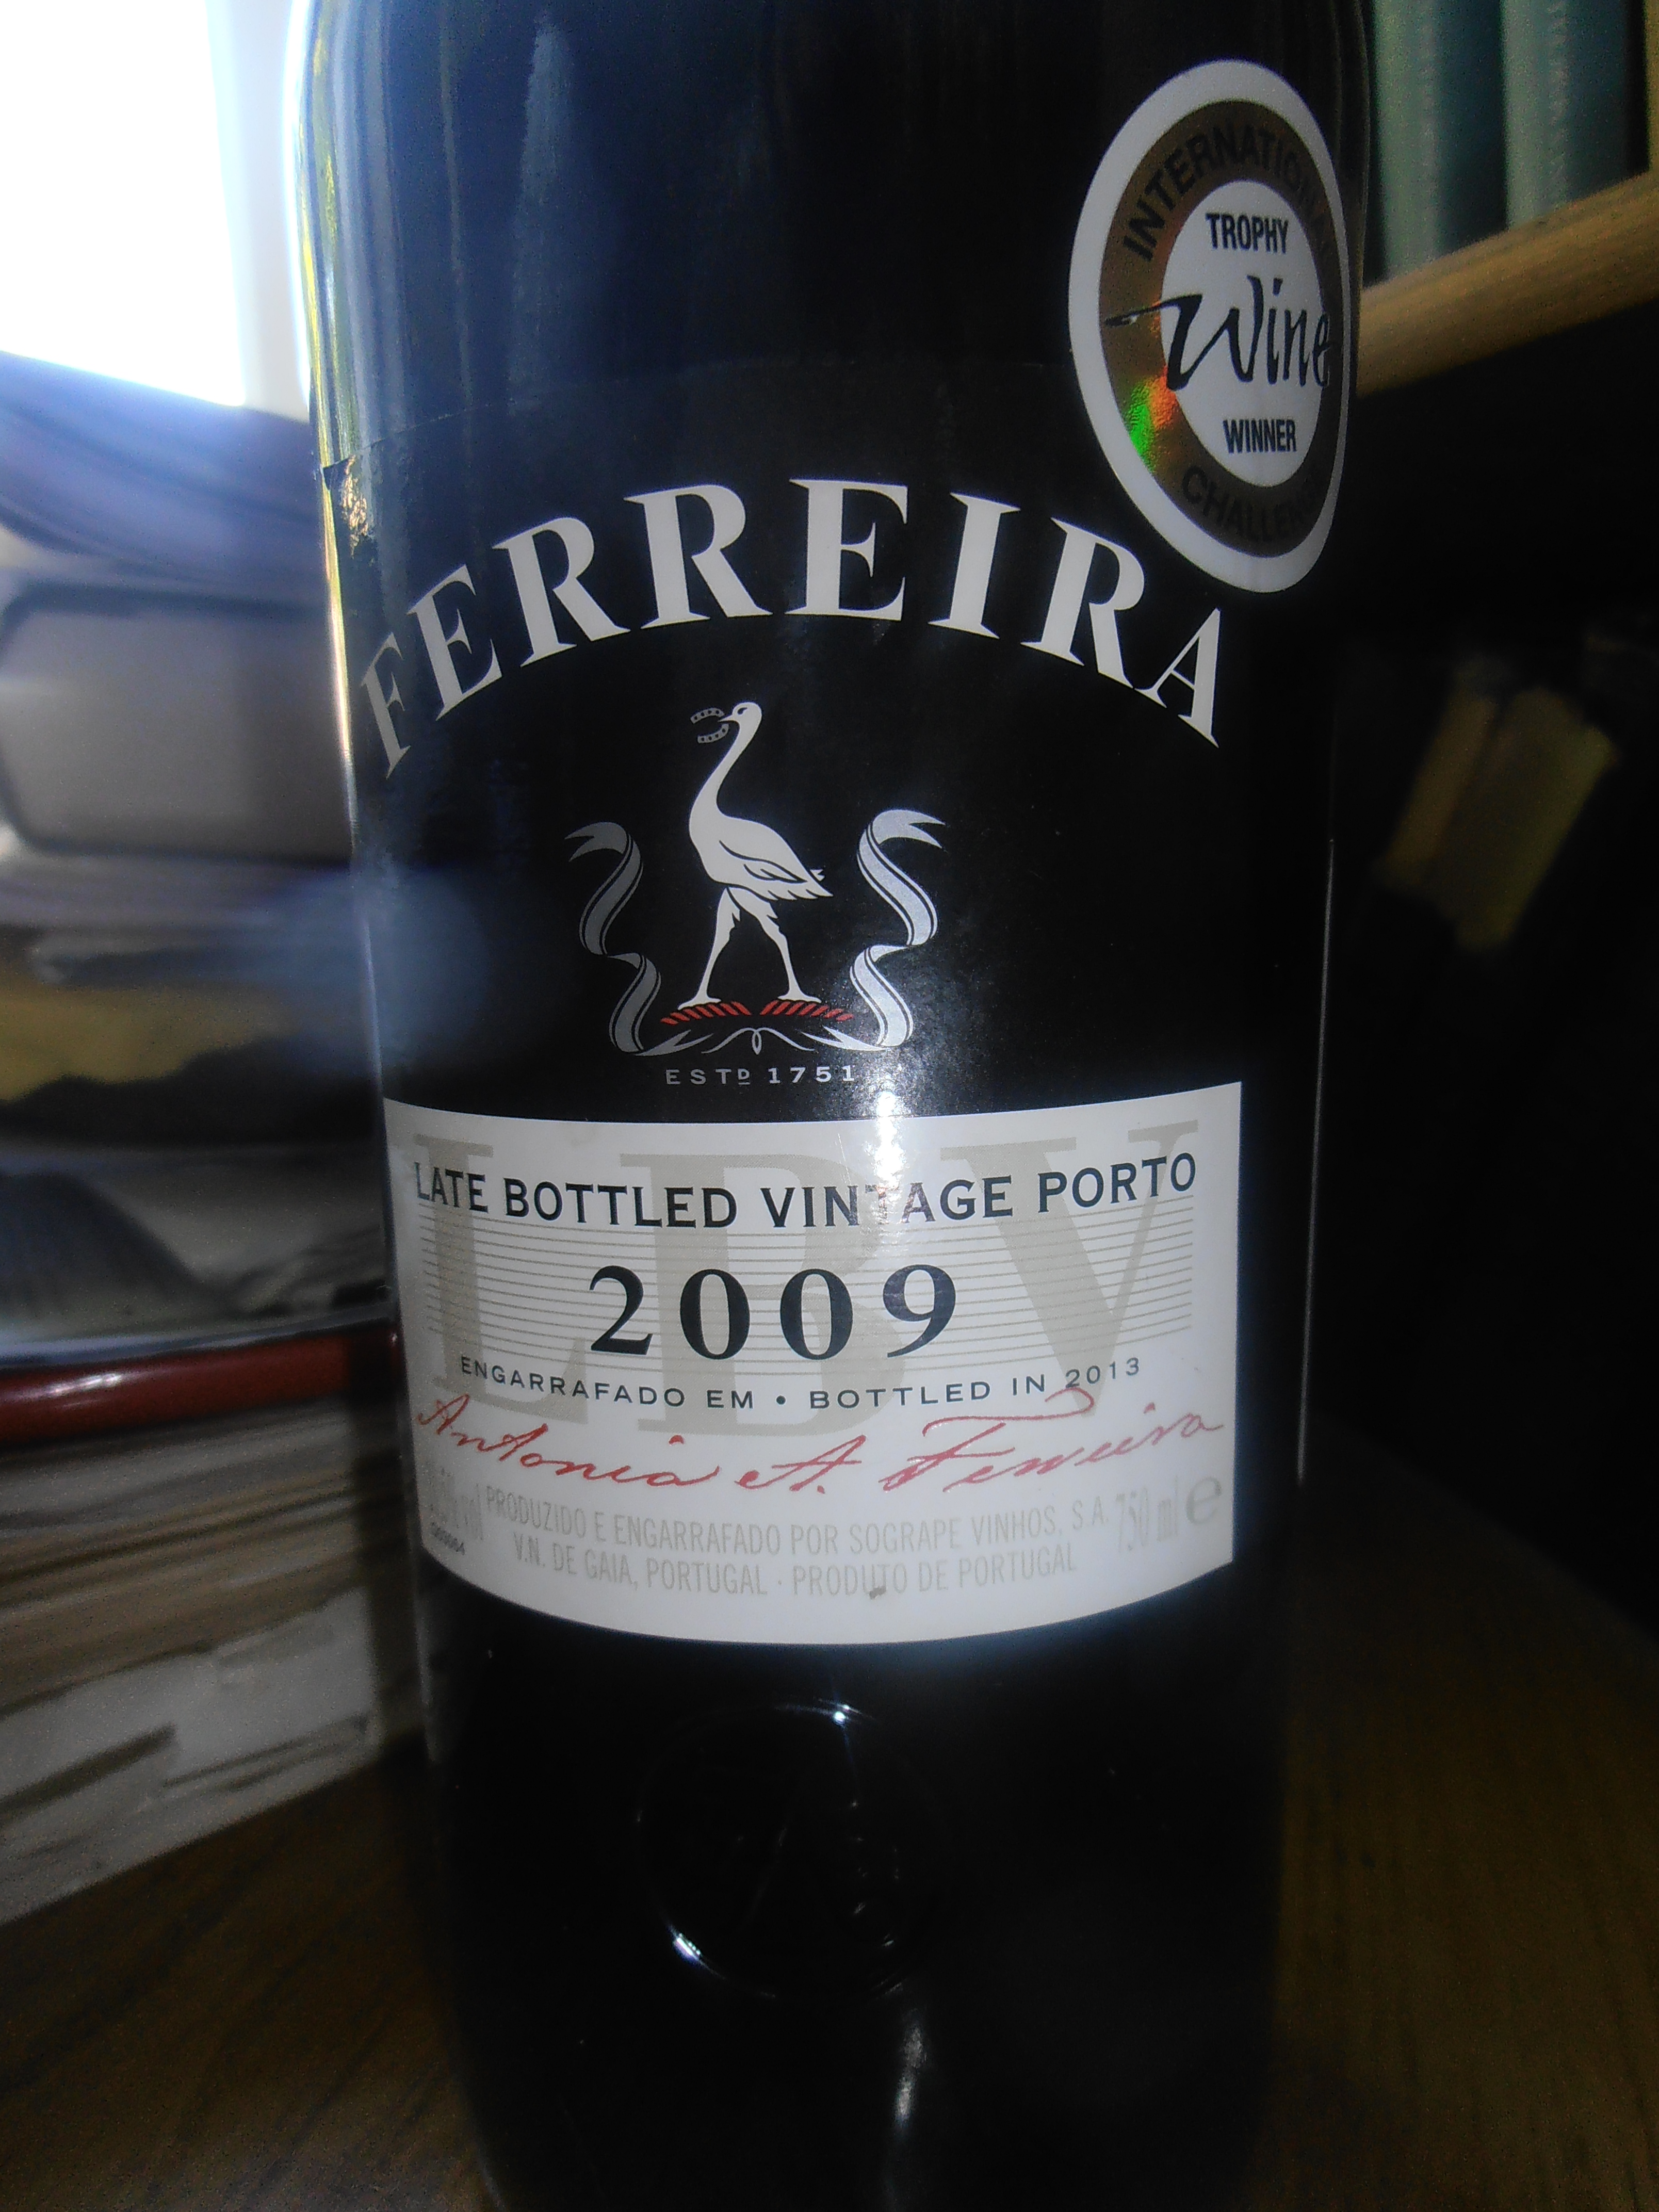 INTERNATIONAL
TROPHY
Wine
WINNER
CHALLENGE
FERREIRA
ESTD 1751
LBV
LATE BOTTLED VINTAGE PORTO
2009
ENGARRAFADO EM • BOTTLED IN 2013
Antonia A. Ferreira
PRODUZIDO E ENGARRAFADO POR SOGRAPE VINHOS, S.A. 750 ml e
V.N. DE GAIA, PORTUGAL · PRODUTO DE PORTUGAL